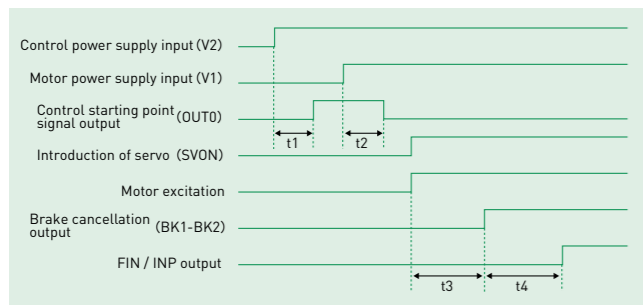 Control power supply input (V2)
Motor power supply input (V1)
Control starting point
signal output (OUT0)
t1
t2
Introduction of servo (SVON)
Motor excitation
Brake cancellation
output (BK1-BK2)
FIN / INP output
t3
t4